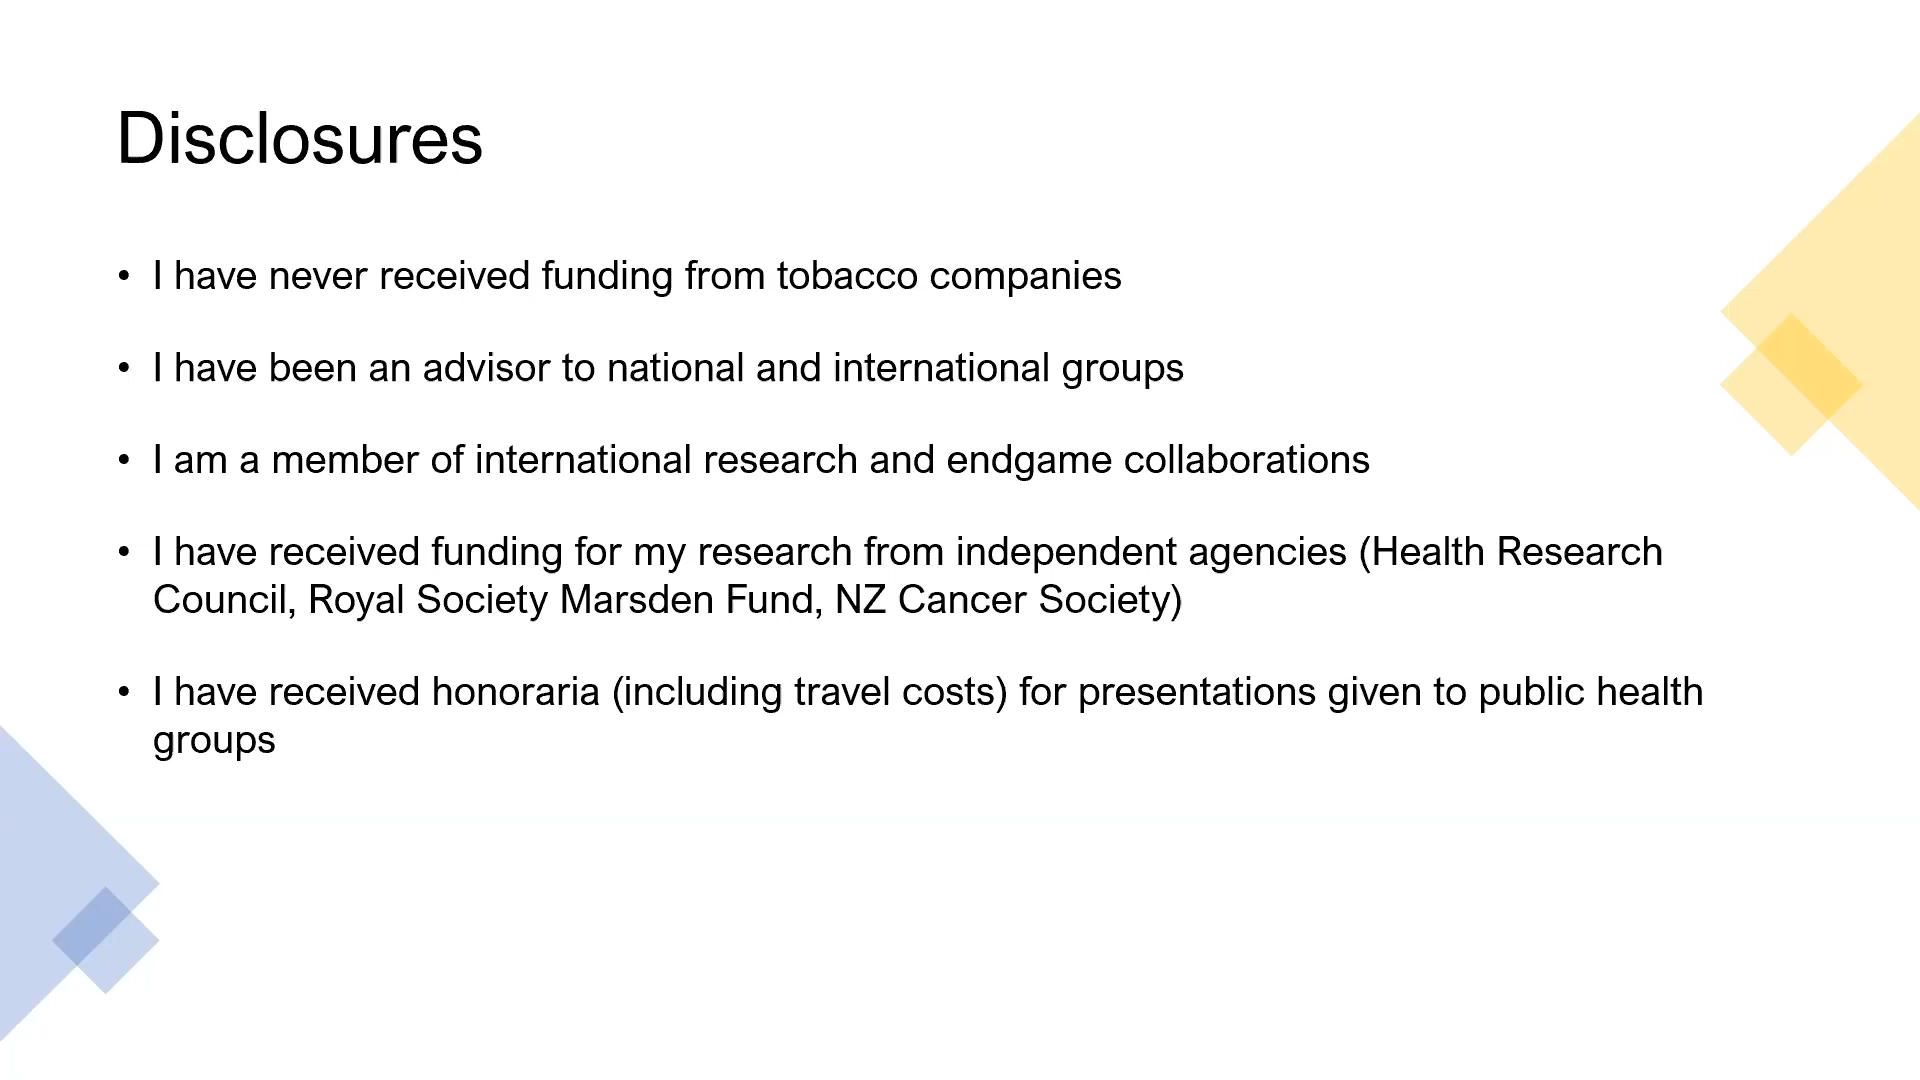 Disclosures
• I have never received funding from tobacco companies
• I have been an advisor to national and international groups
• I am a member of international research and endgame collaborations
• I have received funding for my research from independent agencies (Health Research
Council, Royal Society Marsden Fund, NZ Cancer Society)
• I have received honoraria (including travel costs) for presentations given to public health
groups